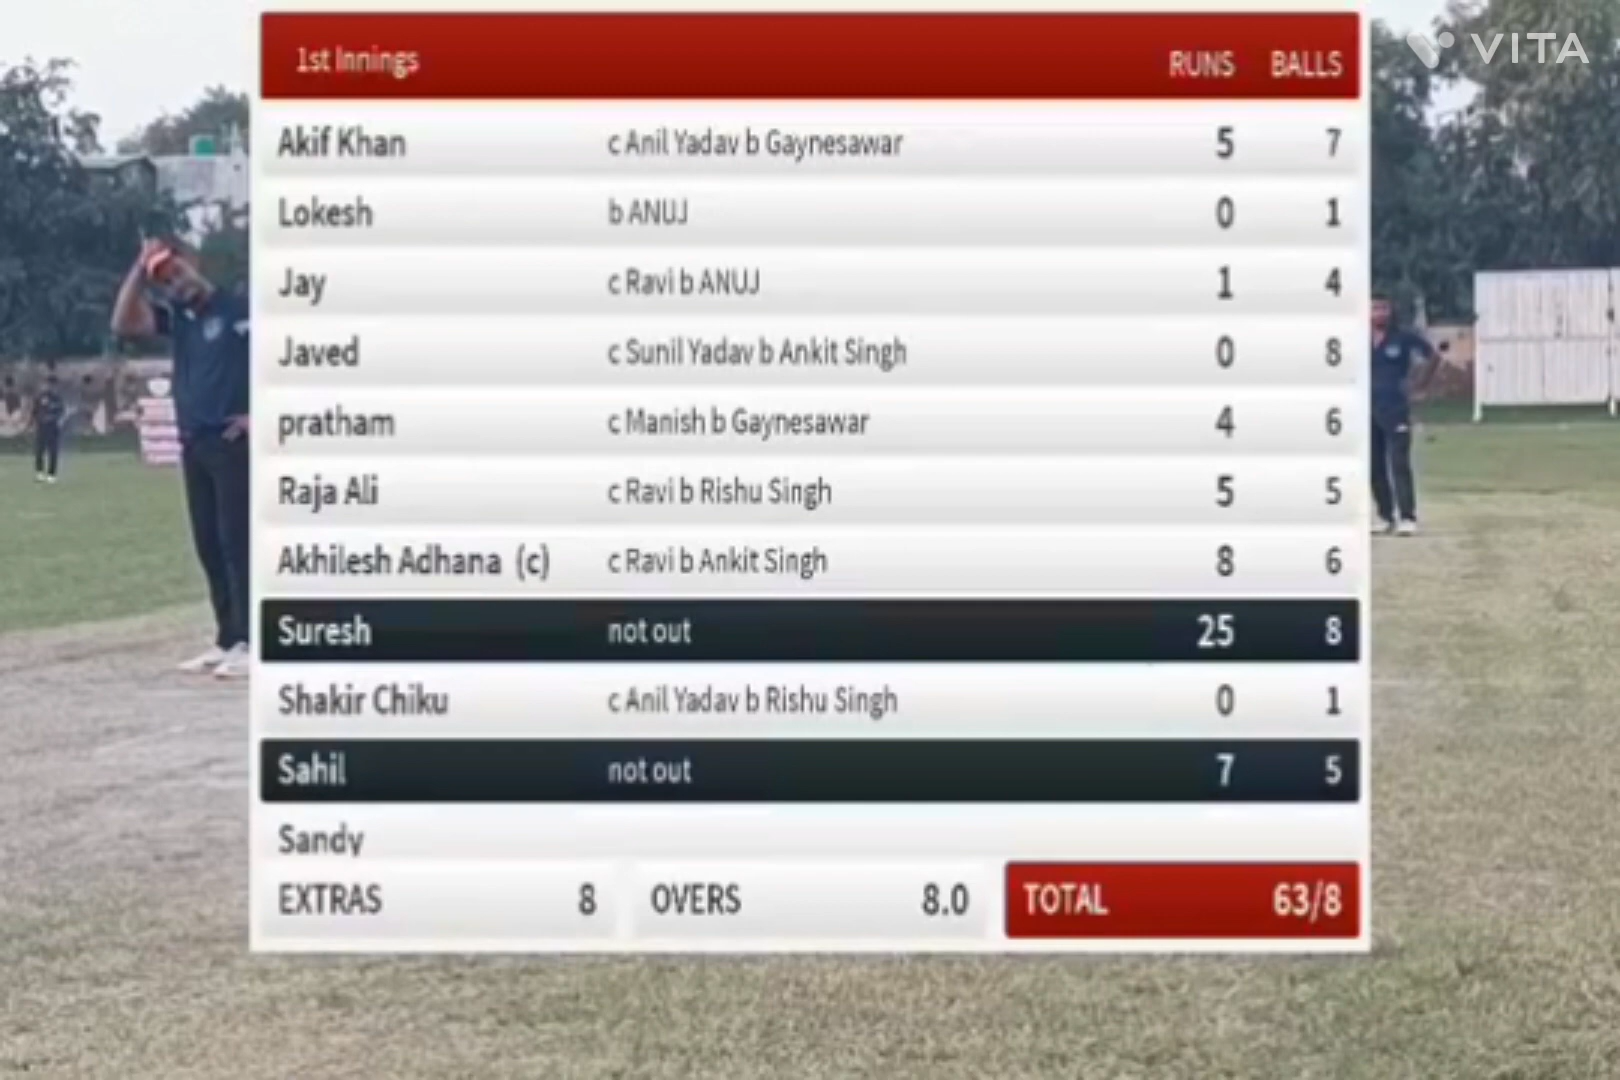 VITA
1st Innings RUNS BALLS
Akif Khan c Anil Yadav b Gaynesawar 5 7
Lokesh b ANUJ 0 1
Jay c Ravi b ANUJ 1 4
Javed c Sunil Yadav b Ankit Singh 0 8
pratham c Manish b Gaynesawar 4 6
Raja Ali c Ravi b Rishu Singh 5 5
Akhilesh Adhana (c) c Ravi b Ankit Singh 8 6
Suresh not out 25 8
Shakir Chiku c Anil Yadav b Rishu Singh 0 1
Sahil not out 7 5
Sandy
EXTRAS 8 OVERS 8.0 TOTAL 63/8